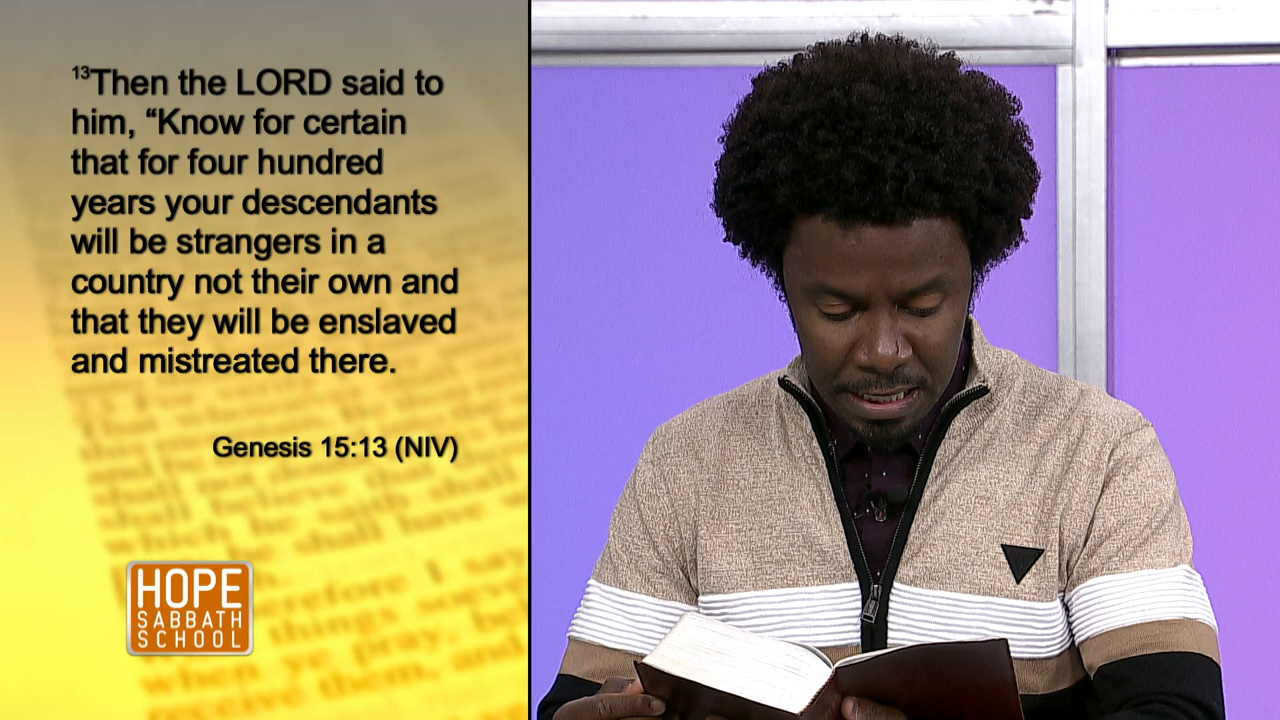 ¹³Then the LORD said to
him, “Know for certain
that for four hundred
years your descendants
will be strangers in a
country not their own and
that they will be enslaved
and mistreated there.
Genesis 15:13 (NIV)
HOPE
SABBATH
SCHOOL